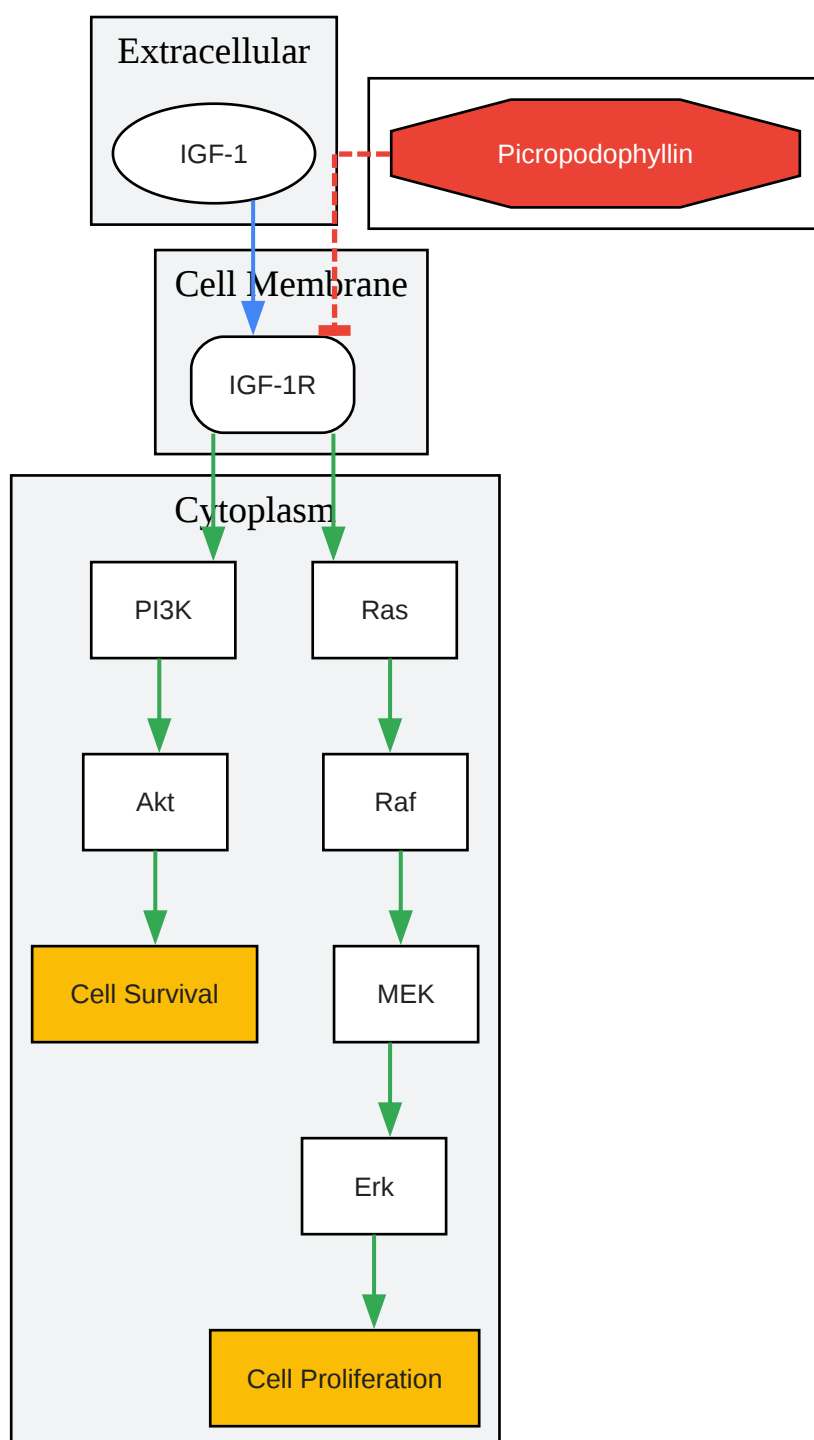 Extracellular
IGF-1
Picropodophyllin
Cell Membrane
IGF-1R
Cytoplasm
PI3K
Ras
Akt
Raf
Cell Survival
MEK
Erk
Cell Proliferation